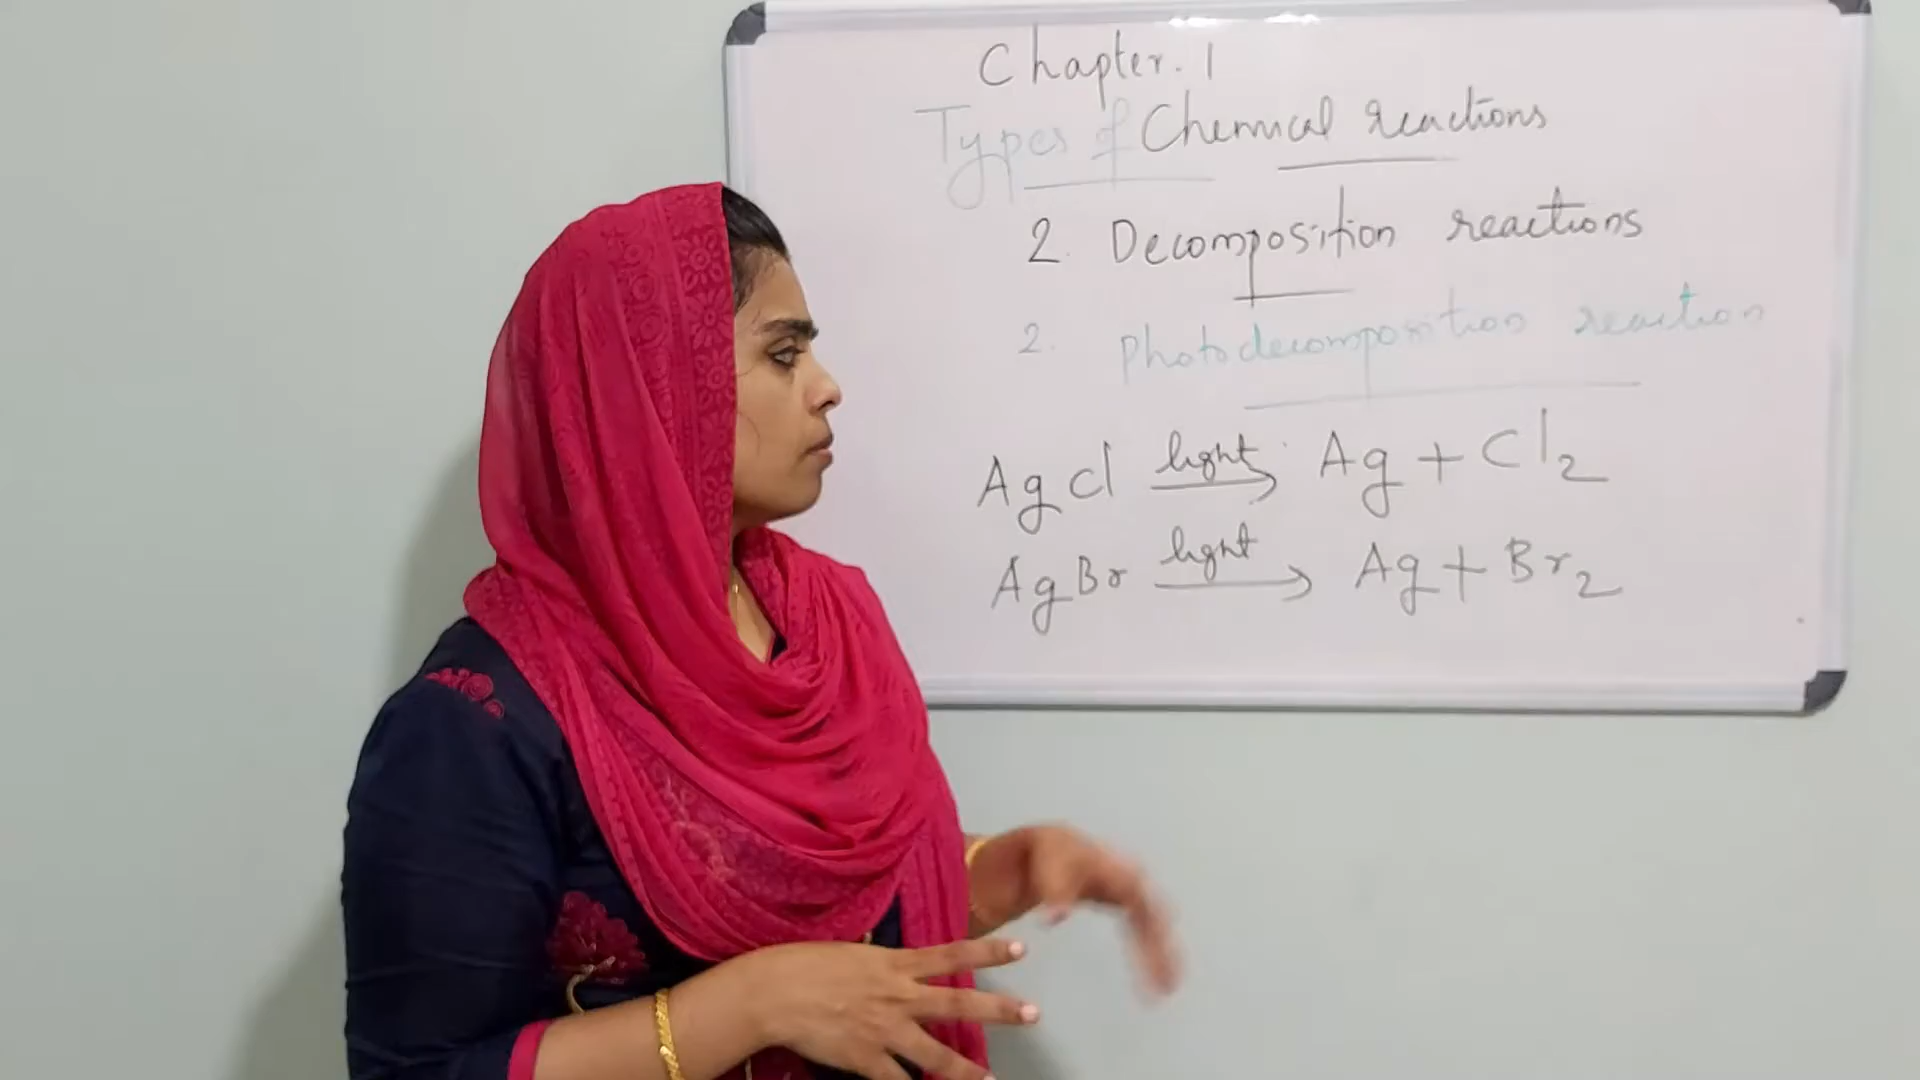 Chapter. 1
Types of Chemical reactions
2. Decomposition reactions
2. Photodecomposition reaction
AgCl light → Ag + Cl2
AgBr light → Ag + Br2